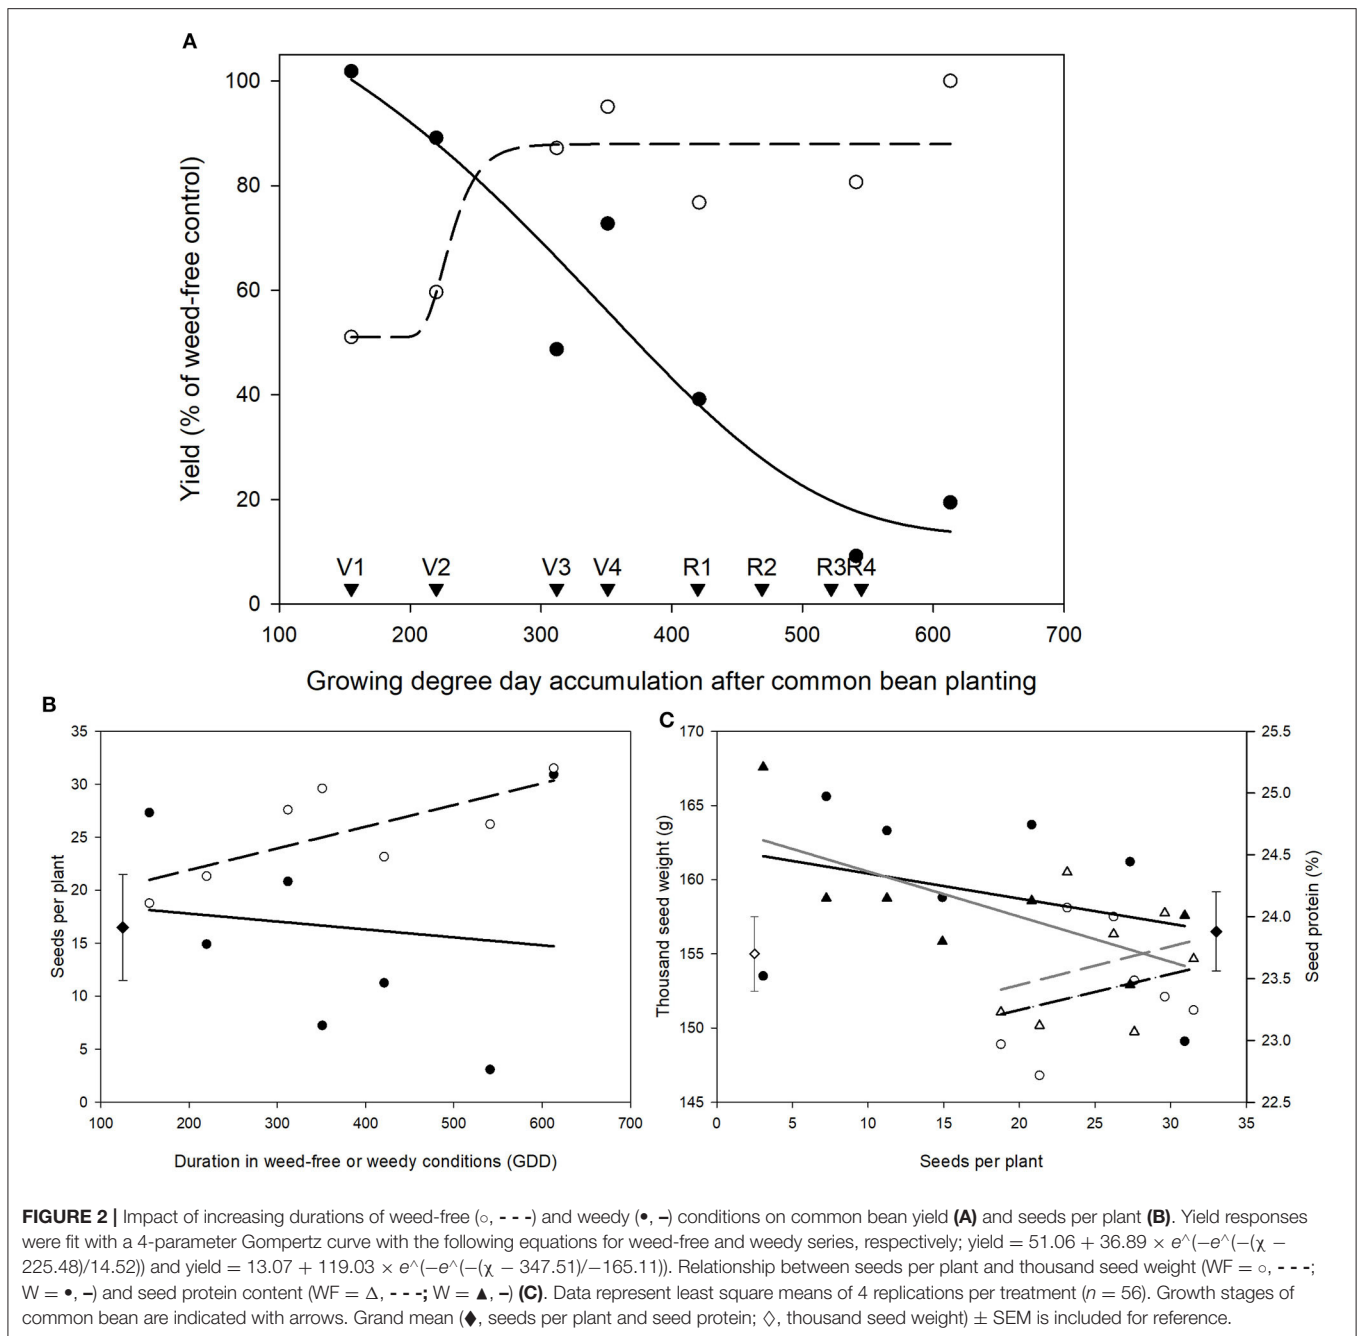 A
Yield (% of weed-free control)
100
80
60
40
20
0
V1 V2 V3 V4 R1 R2 R3 R4
100 200 300 400 500 600 700
Growing degree day accumulation after common bean planting
B
Seeds per plant
35
30
25
20
15
10
5
0
100 200 300 400 500 600 700
Duration in weed-free or weedy conditions (GDD)
C
Thousand seed weight (g)
170
165
160
155
150
145
0 5 10 15 20 25 30 35
Seeds per plant
25.5
25.0
24.5
24.0
23.5
23.0
22.5
Seed protein (%)
FIGURE 2 | Impact of increasing durations of weed-free (○, - - -) and weedy (•, –) conditions on common bean yield (A) and seeds per plant (B). Yield responses
were fit with a 4-parameter Gompertz curve with the following equations for weed-free and weedy series, respectively; yield = 51.06 + 36.89 × e^(−e^(−(χ −
225.48)/14.52)) and yield = 13.07 + 119.03 × e^(−e^(−(χ − 347.51)/−165.11)). Relationship between seeds per plant and thousand seed weight (WF = ○, - - -;
W = •, –) and seed protein content (WF = Δ, - - -; W = ▲, –) (C). Data represent least square means of 4 replications per treatment (n = 56). Growth stages of
common bean are indicated with arrows. Grand mean (◆, seeds per plant and seed protein; ◇, thousand seed weight) ± SEM is included for reference.